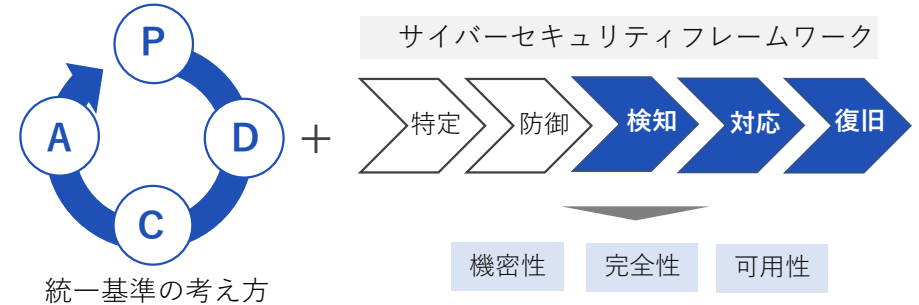 P
D
C
A
統一基準の考え方
+
サイバーセキュリティフレームワーク
特定
防御
検知
対応
復旧
機密性
完全性
可用性